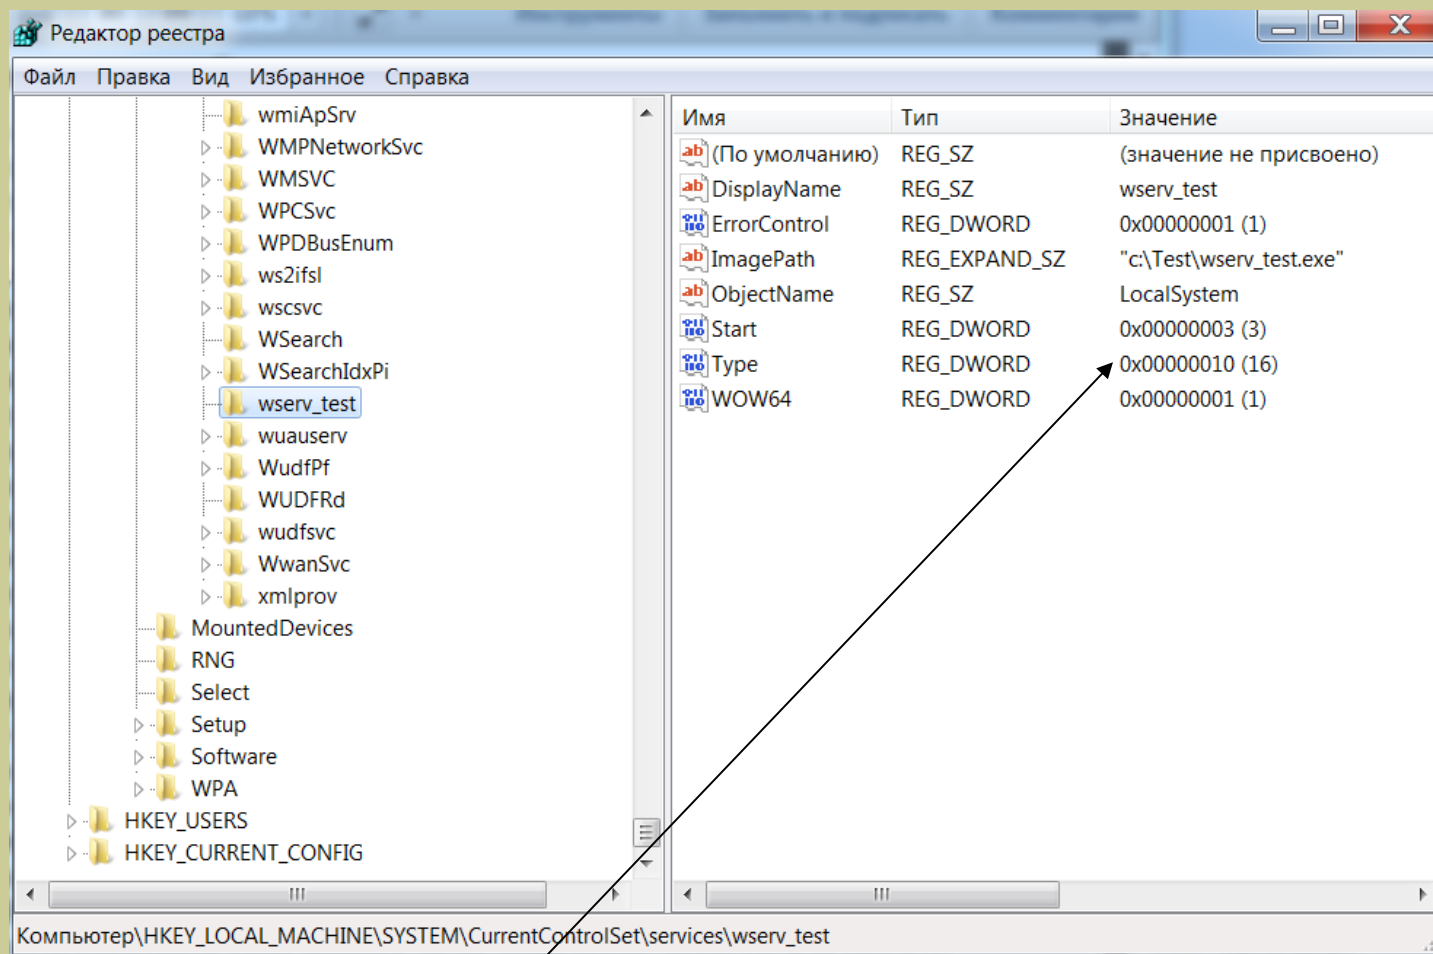 Редактор реестра
Файл Правка Вид Избранное Справка
wmiApSrv
WMPNetworkSvc
WMSVC
WPCSvc
WPDBusEnum
ws2ifsl
wscsvc
WSearch
WSearchIdxPi
wserv_test
wuauserv
WudfPf
WUDFRd
wudfsvc
WwanSvc
xmlprov
MountedDevices
RNG
Select
Setup
Software
WPA
HKEY_USERS
HKEY_CURRENT_CONFIG
Имя Тип Значение
(По умолчанию) REG_SZ (значение не присвоено)
DisplayName REG_SZ wserv_test
ErrorControl REG_DWORD 0x00000001 (1)
ImagePath REG_EXPAND_SZ "c:\Test\wserv_test.exe"
ObjectName REG_SZ LocalSystem
Start REG_DWORD 0x00000003 (3)
Type REG_DWORD 0x00000010 (16)
WOW64 REG_DWORD 0x00000001 (1)
Компьютер\HKEY_LOCAL_MACHINE\SYSTEM\CurrentControlSet\services\wserv_test